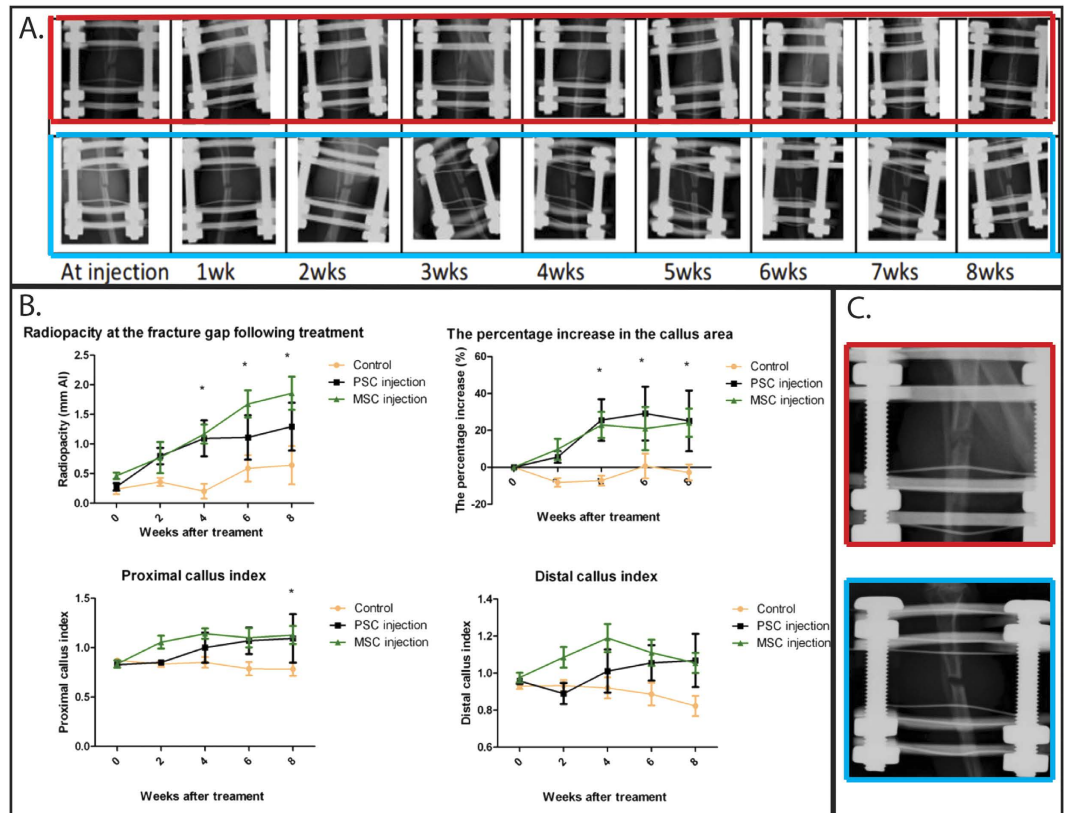 A.
At injection 1wk 2wks 3wks 4wks 5wks 6wks 7wks 8wks
B.
Radiopacity at the fracture gap following treatment
Radiopacity (mm Al)
2.5
2.0
1.5
1.0
0.5
0.0
0 2 4 6 8
* * *
Weeks after treament
Control
PSC injection
MSC injection
The percentage increase in the callus area
The percentage increase (%)
60
40
20
0
-20
0 6
* * *
Weeks after treament
Control
PSC injection
MSC injection
Proximal callus index
Proximal callus index
1.5
1.0
0.5
0.0
0 2 4 6 8
*
Weeks after treament
Control
PSC injection
MSC injection
Distal callus index
Distal callus index
1.4
1.2
1.0
0.8
0.6
0 2 4 6 8
Weeks after treament
Control
PSC injection
MSC injection
C.